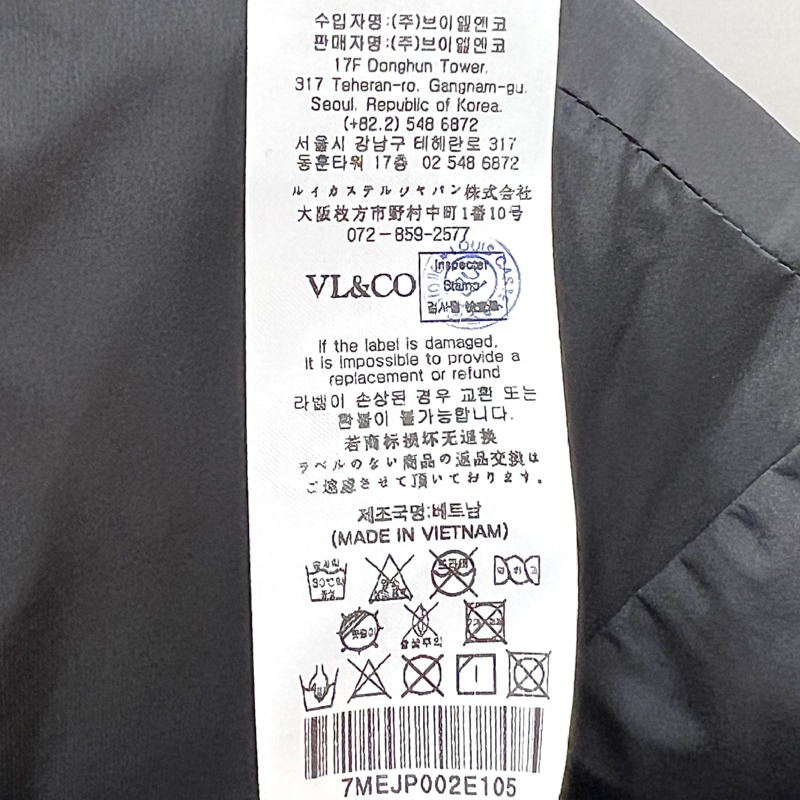 수입자명:(주)브이엘엔코
판매자명:(주)브이엘엔코
17F Donghun Tower,
317 Teheran-ro, Gangnam-gu,
Seoul, Republic of Korea.
(+82.2) 548 6872
서울시 강남구 테헤란로 317
동훈타워 17층 02 548 6872
ルイカステルジャパン株式会社
大阪枚方市野村中町1番10号
072-859-2577
LOUIS CAS
VL&CO
Inspector
Stamp
If the label is damaged,
it is impossible to provide a
replacement or refund
라벨이 손상된 경우 교환 또는
환불이 불가능합니다.
若商标损坏无退换
ラベルのない商品の返品交換は
ご遠慮させて頂いております。
제조국명:베트남
(MADE IN VIETNAM)
30℃
7MEJP002E105